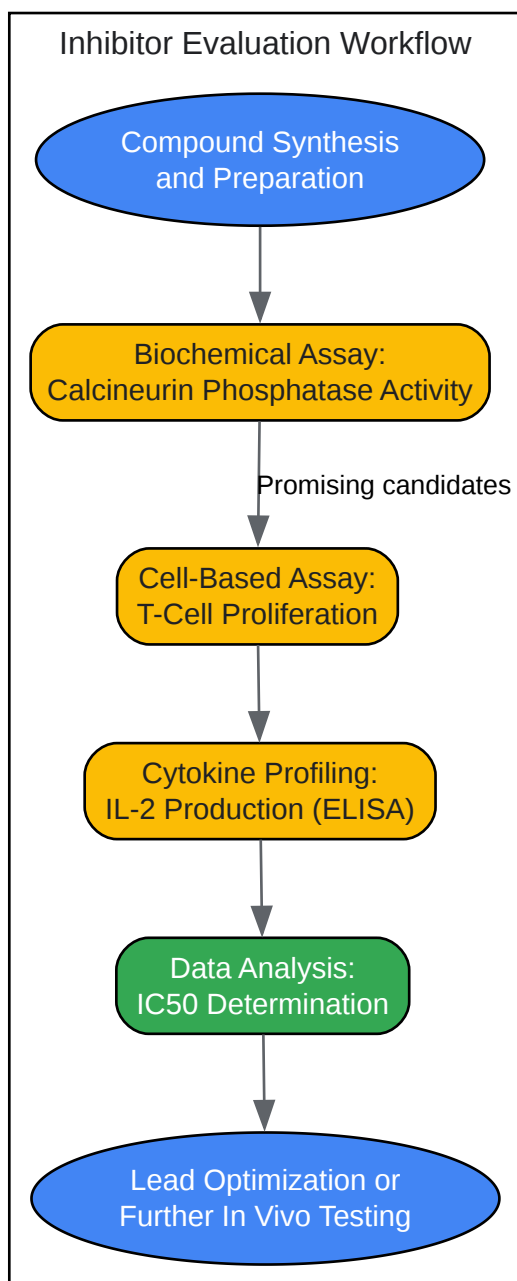 Inhibitor Evaluation Workflow
Compound Synthesis
and Preparation
Biochemical Assay:
Calcineurin Phosphatase Activity
Promising candidates
Cell-Based Assay:
T-Cell Proliferation
Cytokine Profiling:
IL-2 Production (ELISA)
Data Analysis:
IC50 Determination
Lead Optimization or
Further In Vivo Testing